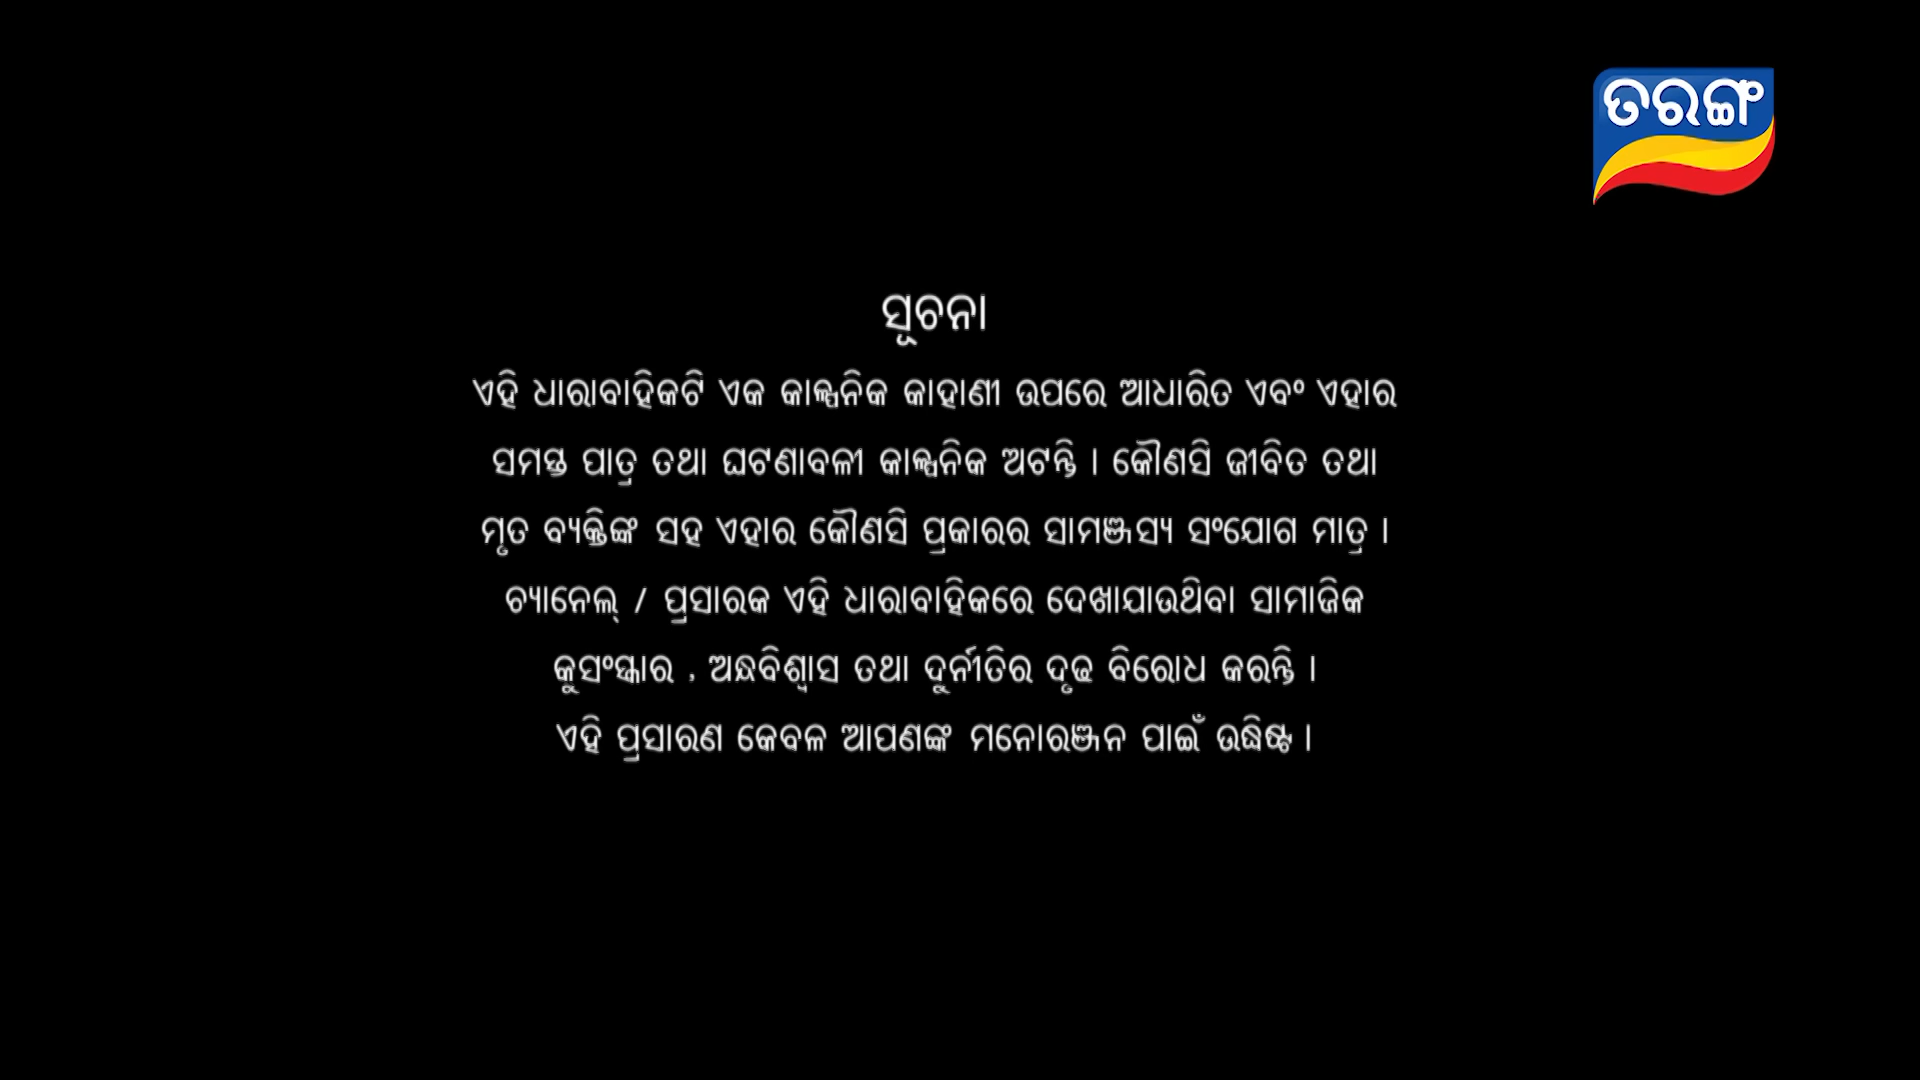 ତରଙ୍ଗ
ସୂଚନା
ଏହି ଧାରାବାହିକଟି ଏକ କାଳ୍ପନିକ କାହାଣୀ ଉପରେ ଆଧାରିତ ଏବଂ ଏହାର
ସମସ୍ତ ପାତ୍ର ତଥା ଘଟଣାବଳୀ କାଳ୍ପନିକ ଅଟନ୍ତି । କୌଣସି ଜୀବିତ ତଥା
ମୃତ ବ୍ୟକ୍ତିଙ୍କ ସହ ଏହାର କୌଣସି ପ୍ରକାରର ସାମଞ୍ଜସ୍ୟ ସଂଯୋଗ ମାତ୍ର ।
ଚ୍ୟାନେଲ୍ / ପ୍ରସାରକ ଏହି ଧାରାବାହିକରେ ଦେଖାଯାଉଥିବା ସାମାଜିକ
କୁସଂସ୍କାର , ଅନ୍ଧବିଶ୍ୱାସ ତଥା ଦୁର୍ନୀତିର ଦୃଢ ବିରୋଧ କରନ୍ତି ।
ଏହି ପ୍ରସାରଣ କେବଳ ଆପଣଙ୍କ ମନୋରଞ୍ଜନ ପାଇଁ ଉଦ୍ଧିଷ୍ଟ ।